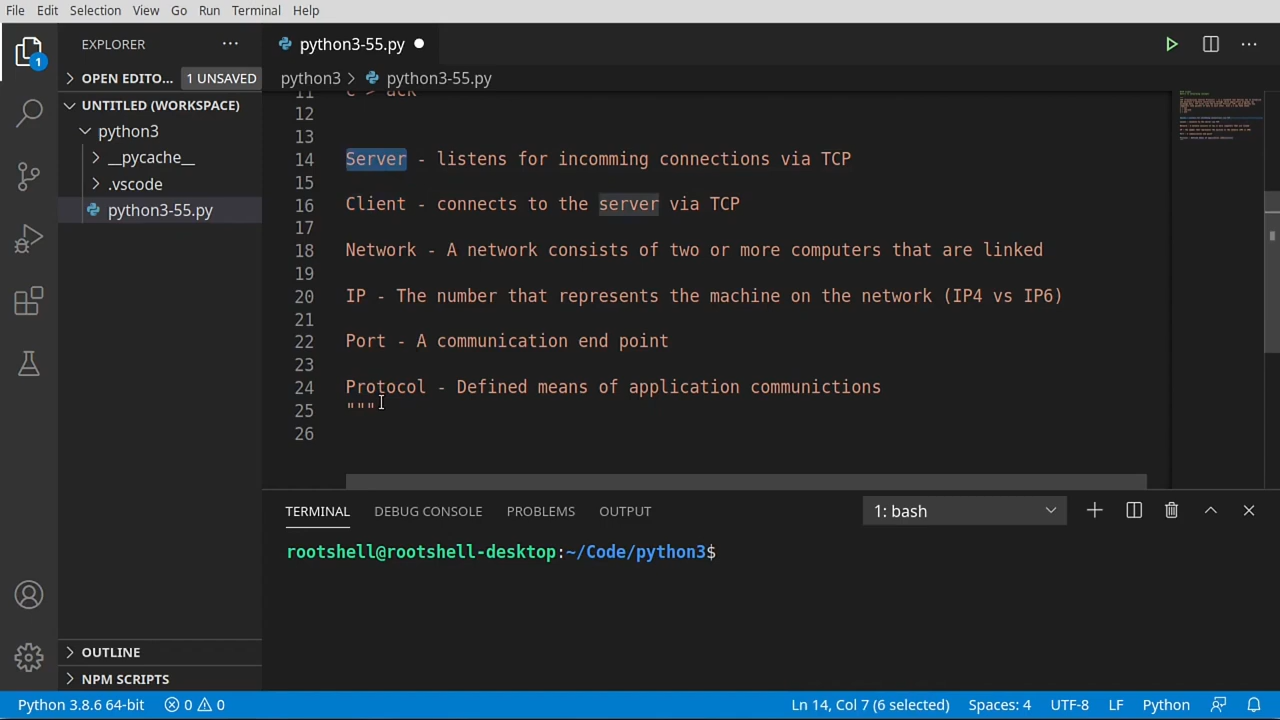 File Edit Selection View Go Run Terminal Help
EXPLORER
python3-55.py
OPEN EDITO... 1 UNSAVED
python3 > python3-55.py
UNTITLED (WORKSPACE)
python3
__pycache__
.vscode
python3-55.py
1
11 c > ack
12
13
14 Server - listens for incomming connections via TCP
15
16 Client - connects to the server via TCP
17
18 Network - A network consists of two or more computers that are linked
19
20 IP - The number that represents the machine on the network (IP4 vs IP6)
21
22 Port - A communication end point
23
24 Protocol - Defined means of application communictions
25 """
26
TERMINAL DEBUG CONSOLE PROBLEMS OUTPUT 1: bash
rootshell@rootshell-desktop:~/Code/python3$
OUTLINE
NPM SCRIPTS
Python 3.8.6 64-bit 0 0 Ln 14, Col 7 (6 selected) Spaces: 4 UTF-8 LF Python